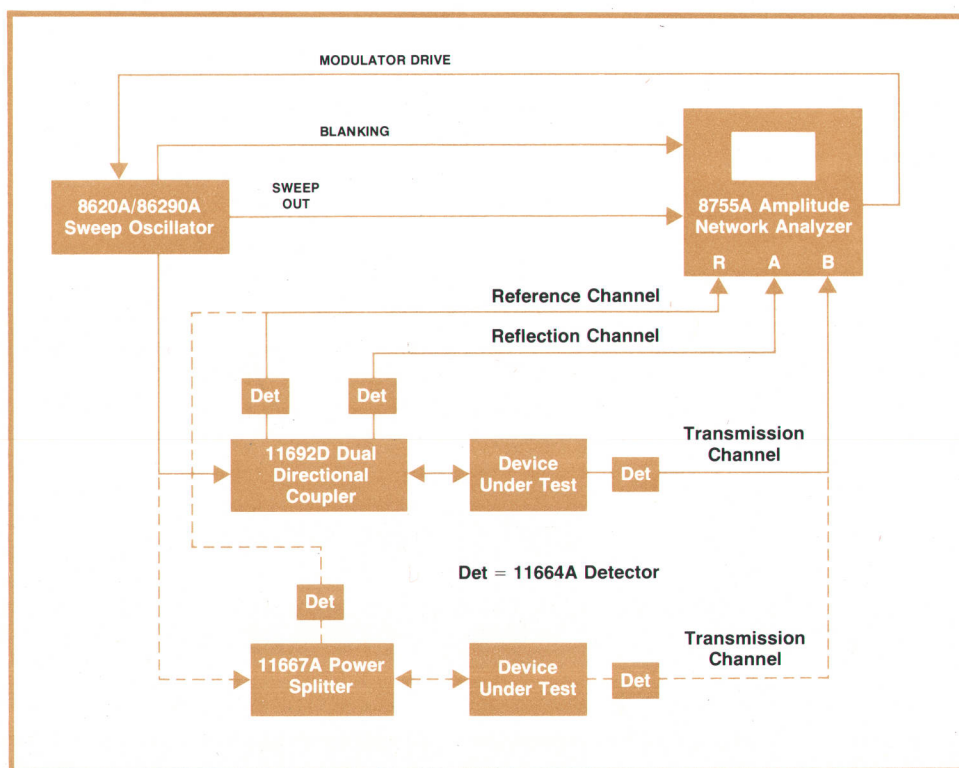 MODULATOR DRIVE
BLANKING
SWEEP
OUT
8620A/86290A
Sweep Oscillator
8755A Amplitude
Network Analyzer
R A B
Reference Channel
Reflection Channel
Det
Det
11692D Dual
Directional
Coupler
Device
Under Test
Det
Transmission
Channel
Det = 11664A Detector
Det
11667A Power
Splitter
Device
Under Test
Det
Transmission
Channel